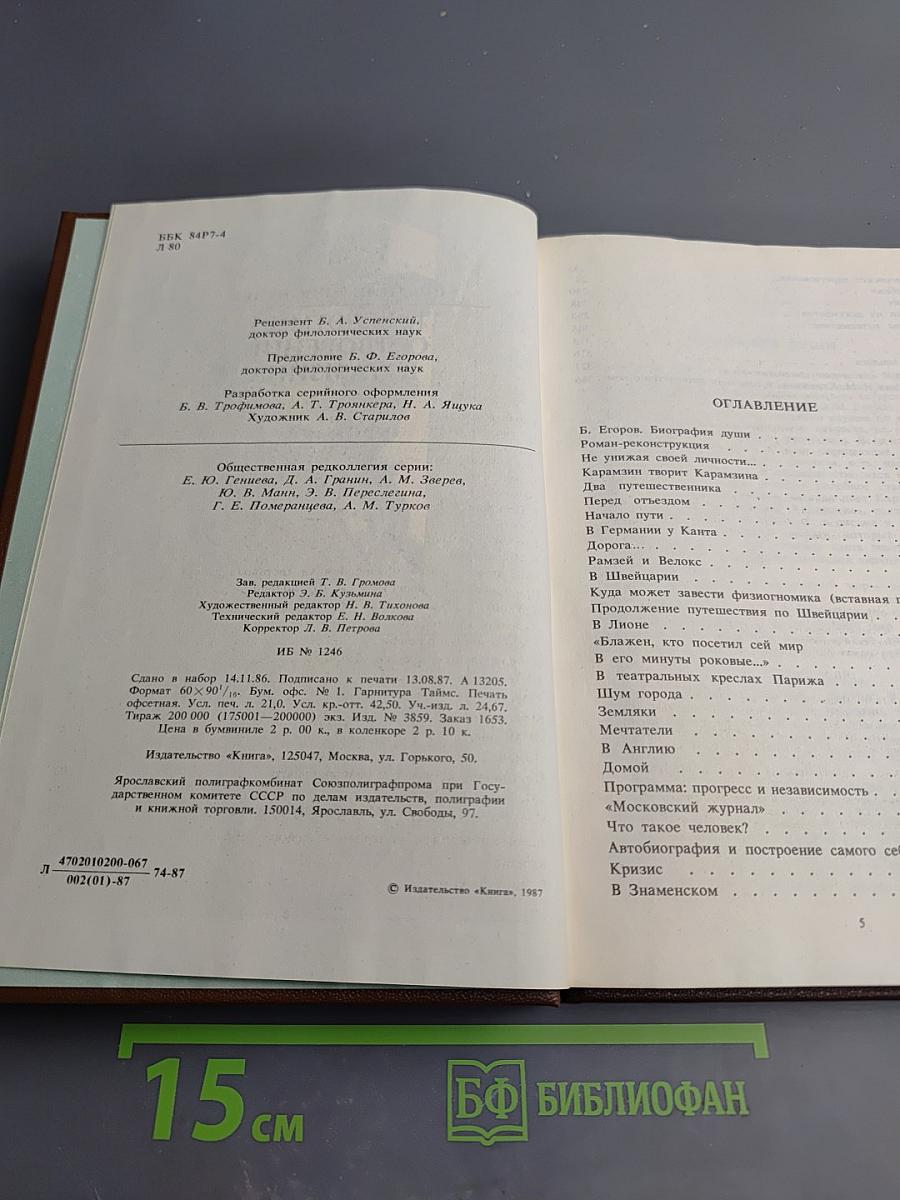 ББК 84Р7-4
Л 80
Рецензент Б. А. Успенский,
доктор филологических наук
Предисловие Б. Ф. Егорова,
доктора филологических наук
Разработка серийного оформления
Б. В. Трофимова, А. Т. Троянкера, Н. А. Ящука
Художник А. В. Старилов
Общественная редколлегия серии:
Е. Ю. Гениева, Д. А. Гранин, А. М. Зверев,
Ю. В. Манн, Э. В. Переслегина,
Г. Е. Померанцева, А. М. Турков
Зав. редакцией Т. В. Громова
Редактор Э. Б. Кузьмина
Художественный редактор Н. В. Тихонова
Технический редактор Е. Н. Волкова
Корректор Л. В. Петрова
ИБ № 1246
Сдано в набор 14.11.86. Подписано к печати 13.08.87. А 13205.
Формат 60×90¹/₁₆. Бум. офс. № 1. Гарнитура Таймс. Печать
офсетная. Усл. печ. л. 21,0. Усл. кр.-отт. 42,50. Уч.-изд. л. 24,67.
Тираж 200 000 (175001—200000) экз. Изд. № 3859. Заказ 1653.
Цена в бумвиниле 2 р. 00 к., в коленкоре 2 р. 10 к.
Издательство «Книга», 125047, Москва, ул. Горького, 50.
Ярославский полиграфкомбинат Союзполиграфпрома при Госу-
дарственном комитете СССР по делам издательств, полиграфии
и книжной торговли. 150014, Ярославль, ул. Свободы, 97.
Л 4702010200-067 74-87
002(01)-87
© Издательство «Книга», 1987
ОГЛАВЛЕНИЕ
Б. Егоров. Биография души . . . . . . . . .
Роман-реконструкция . . . . . . . . .
Не унижая своей личности... . . . . . . . .
Карамзин творит Карамзина . . . . . . . .
Два путешественника . . . . . . . . .
Перед отъездом . . . . . . . . .
Начало пути . . . . . . . . .
В Германии у Канта . . . . . . . . .
Дорога... . . . . . . . . .
Рамзей и Велокс . . . . . . . . .
В Швейцарии . . . . . . . . .
Куда может завести физиогномика (вставная г
Продолжение путешествия по Швейцарии . .
В Лионе . . . . . . . . .
«Блажен, кто посетил сей мир
В его минуты роковые...» . . . . . . . .
В театральных креслах Парижа . . . . .
Шум города . . . . . . . . .
Земляки . . . . . . . . .
Мечтатели . . . . . . . . .
В Англию . . . . . . . . .
Домой . . . . . . . . .
Программа: прогресс и независимость . .
«Московский журнал» . . . . . . . .
Что такое человек? . . . . . . . .
Автобиография и построение самого себ
Кризис . . . . . . . . .
В Знаменском . . . . . . . . .
5
15 см
БФ БИБЛИОФАН